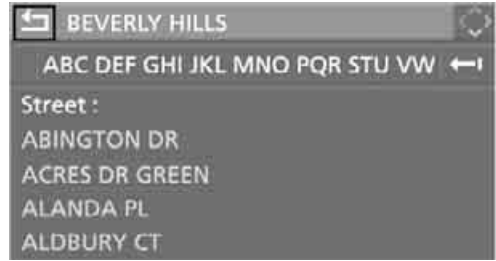 BEVERLY HILLS
ABC DEF GHI JKL MNO PQR STU VW
Street :
ABINGTON DR
ACRES DR GREEN
ALANDA PL
ALDBURY CT